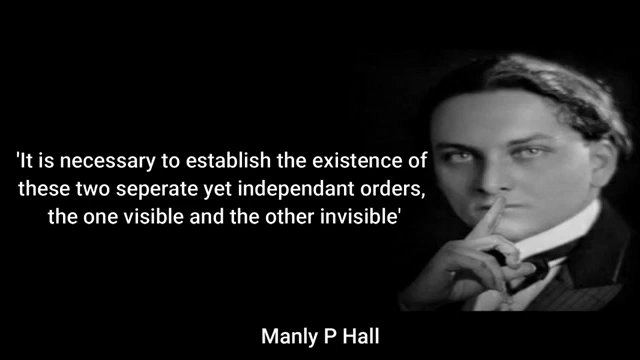 'It is necessary to establish the existence of
these two seperate yet independant orders,
the one visible and the other invisible'
Manly P Hall